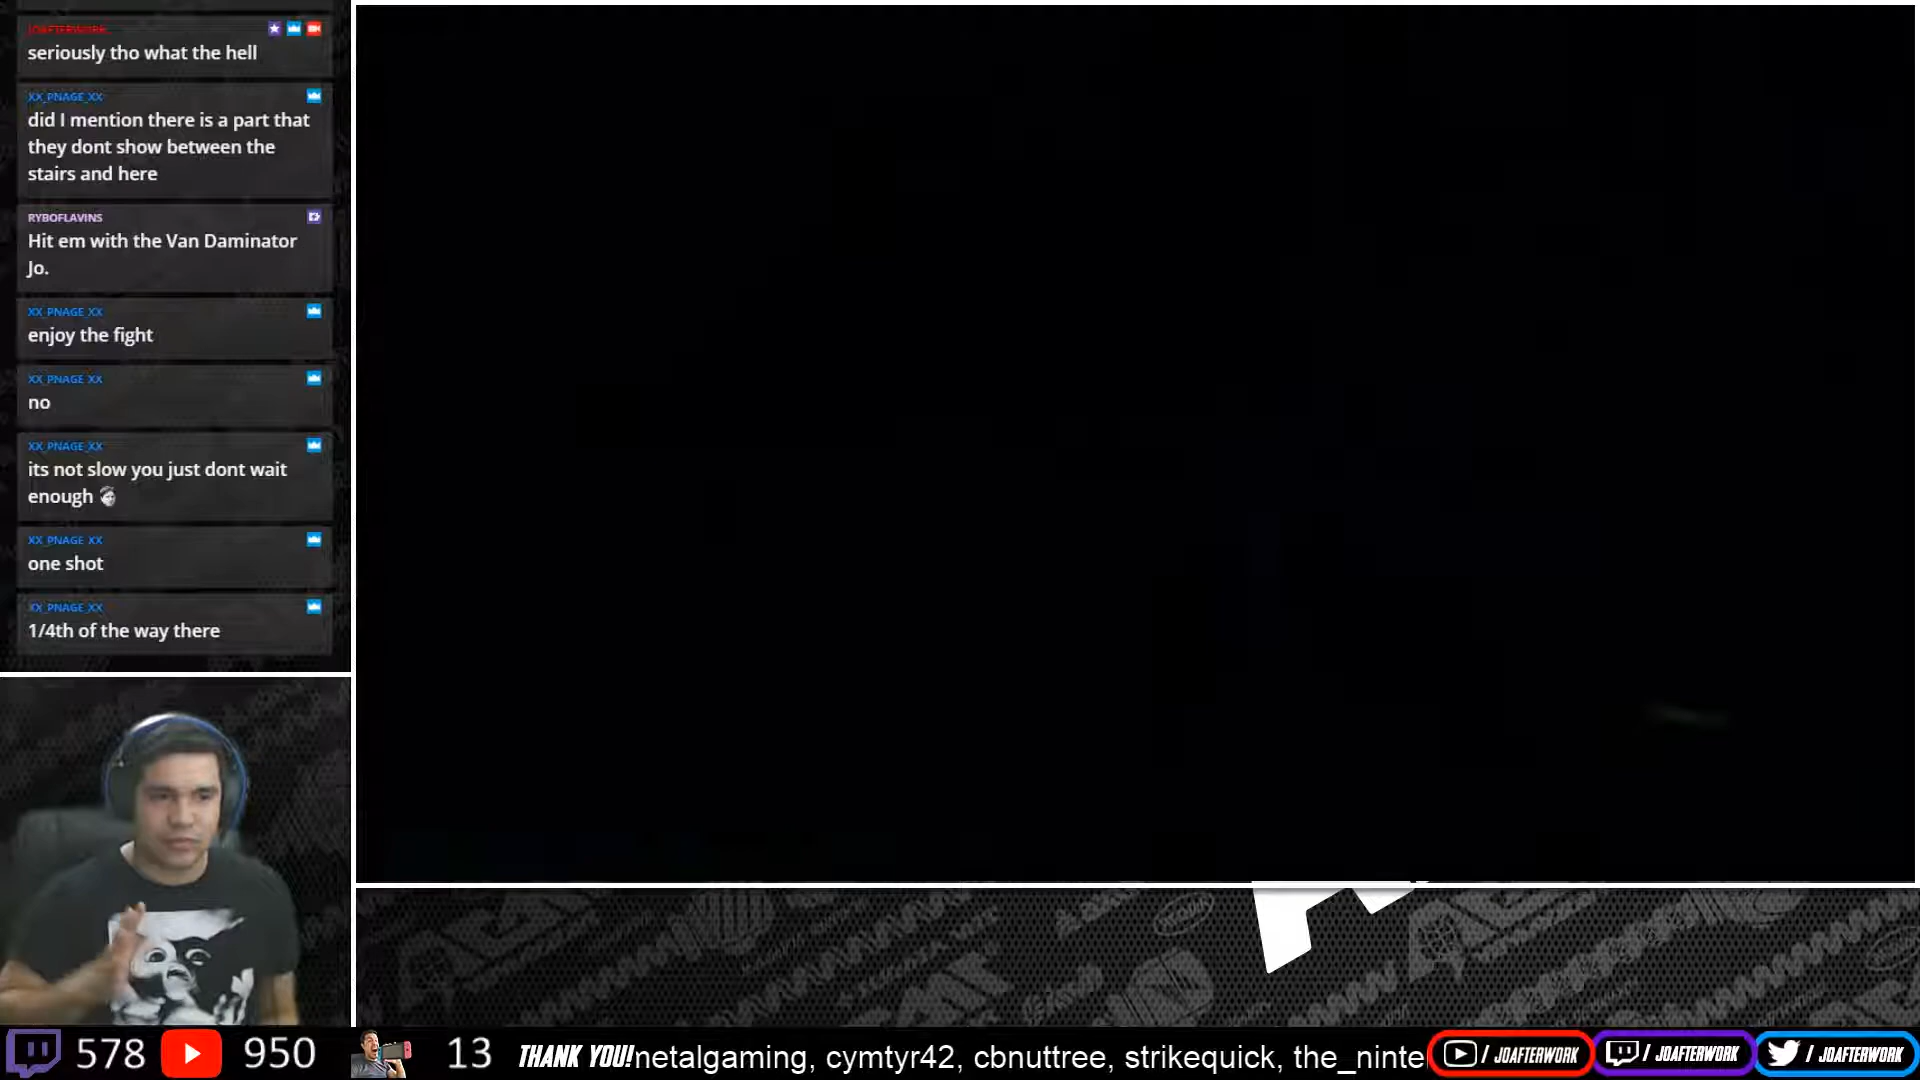 JOAFTERWORK
seriously tho what the hell
XX_PNAGE_XX
did I mention there is a part that
they dont show between the
stairs and here
RYBOFLAVINS
Hit em with the Van Daminator
Jo.
XX_PNAGE_XX
enjoy the fight
XX_PNAGE_XX
no
XX_PNAGE_XX
its not slow you just dont wait
enough
XX_PNAGE_XX
one shot
XX_PNAGE_XX
1/4th of the way there
578 950 13 THANK YOU! netalgaming, cymtyr42, cbnuttree, strikequick, the_ninte / JOAFTERWORK / JOAFTERWORK / JOAFTERWORK